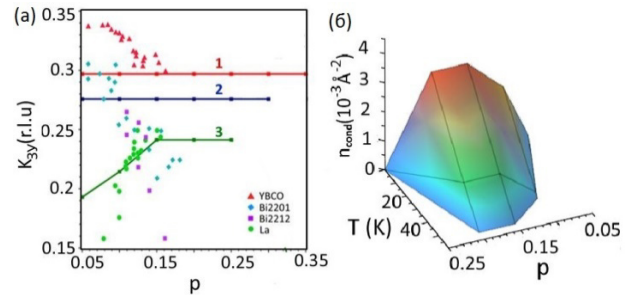 (а)
0.35
0.3
0.25
0.2
0.15
K3y(r.l.u)
1
2
3
YBCO
Bi2201
Bi2212
La
0.05
0.15
0.25
0.35
p
(б)
4
3
2
1
0
ncond(10-3 Å-2)
20
40
T (K)
0.25
0.15
0.05
p